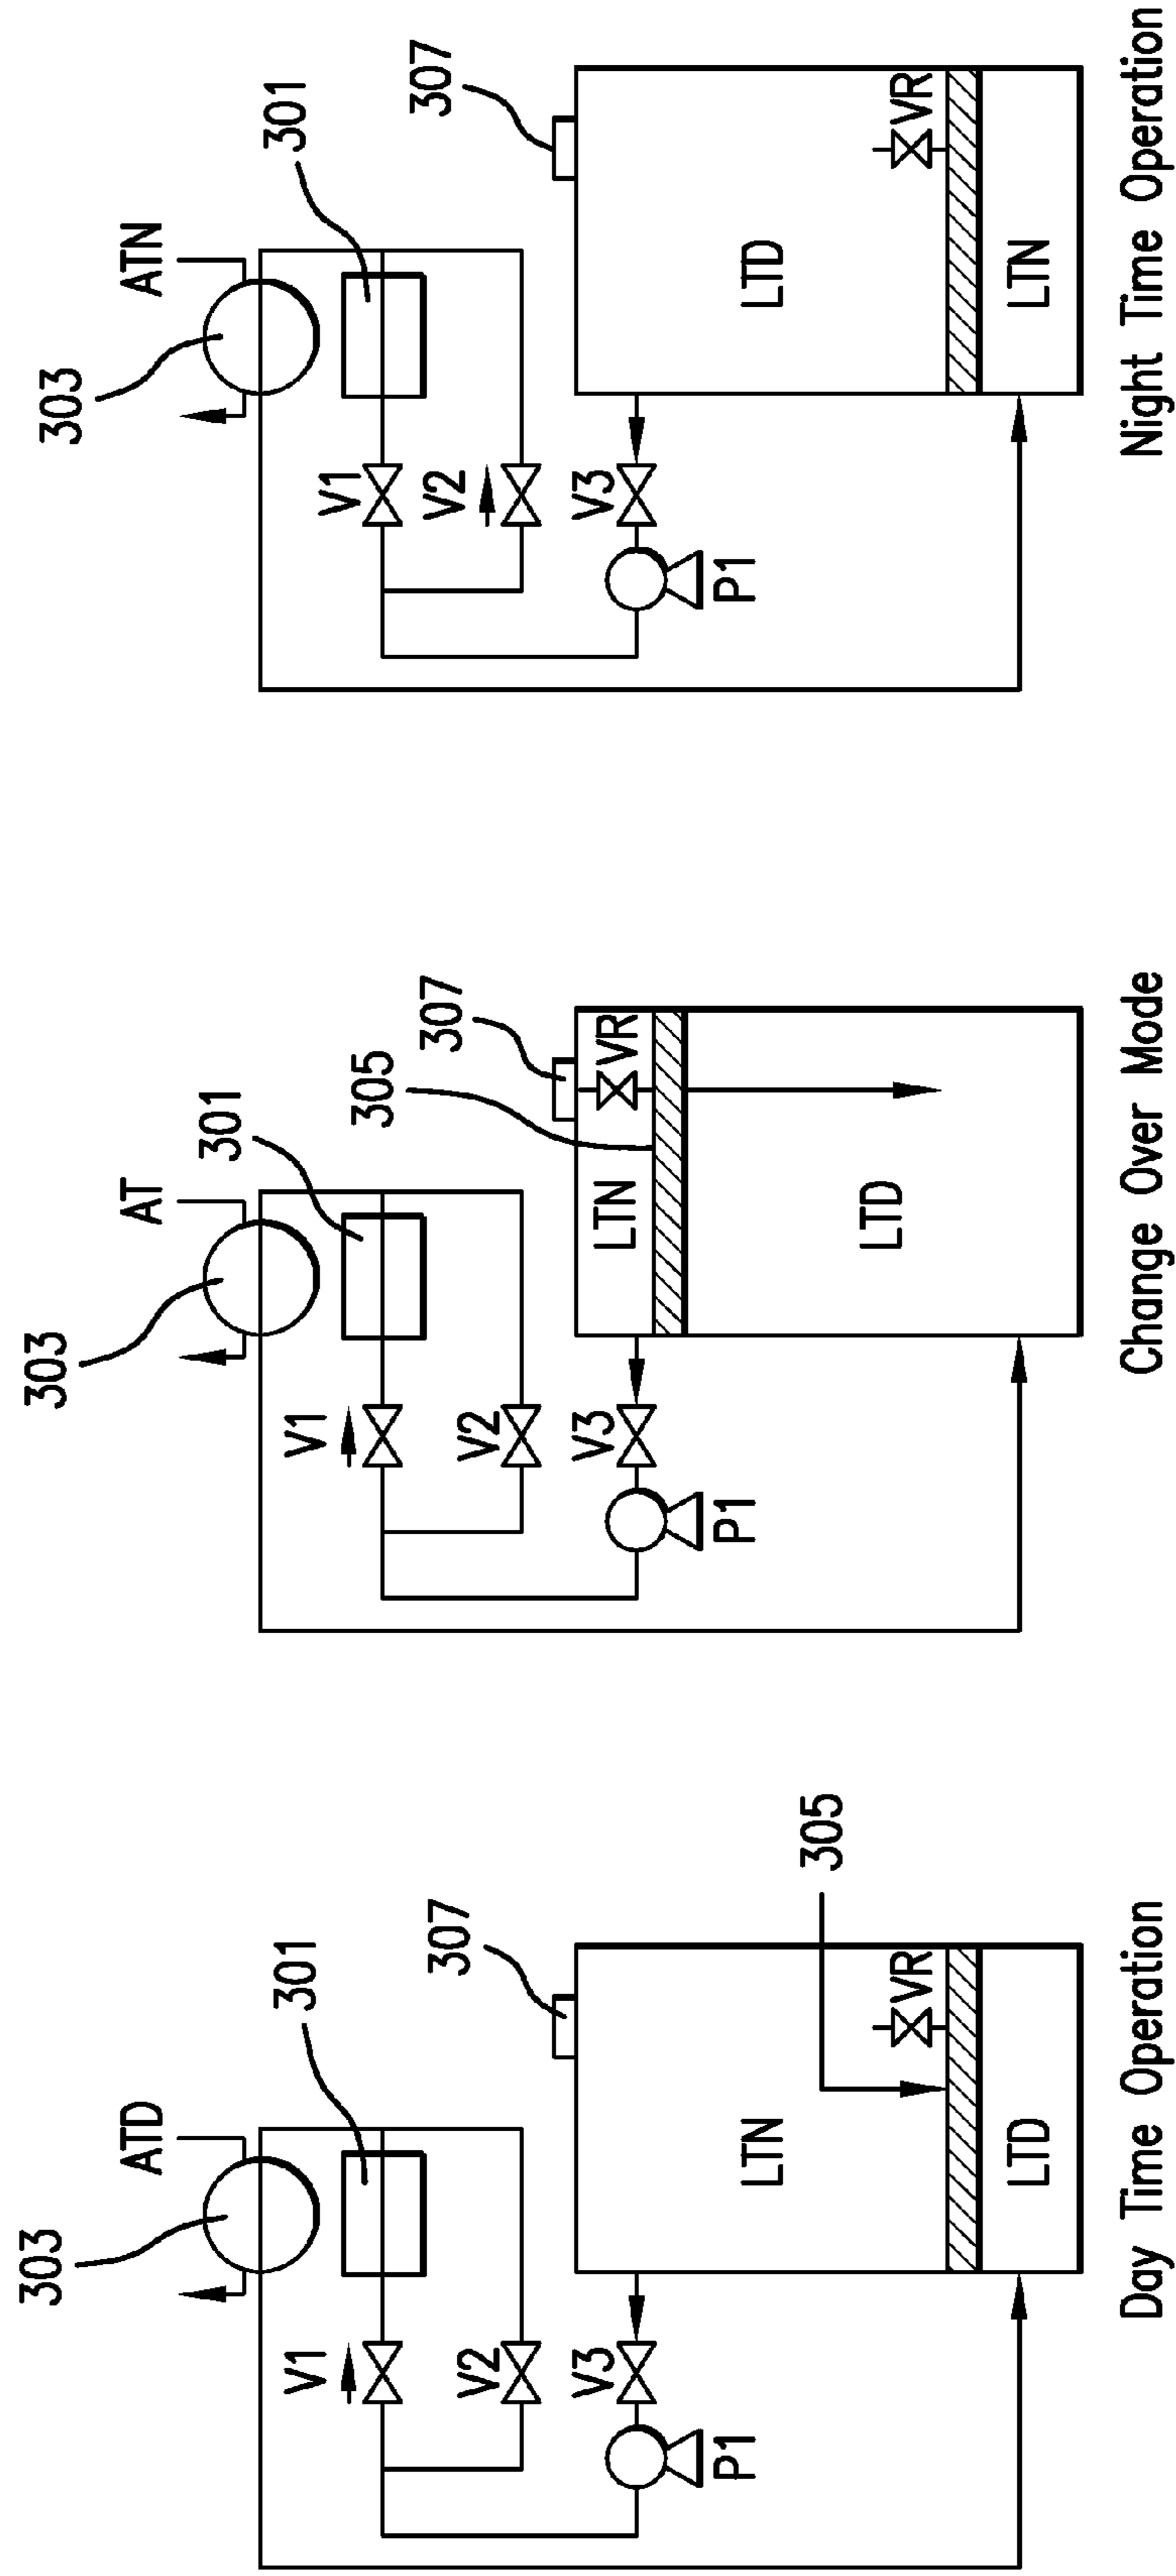 303
ATD
301
V1
V2
V3
P1
307
LTN
305
VR
LTD
Day Time Operation
303
AT
301
V1
V2
V3
P1
307
305
VR
LTN
LTD
Change Over Mode
303
ATN
301
V1
V2
V3
P1
307
LTD
VR
LTN
Night Time Operation